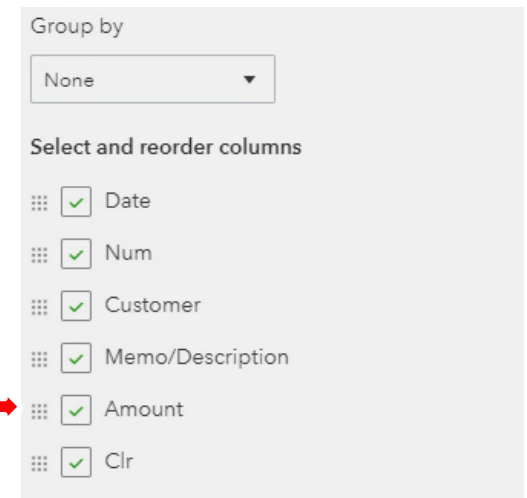 Group by
None
Select and reorder columns
Date
Num
Customer
Memo/Description
Amount
Clr